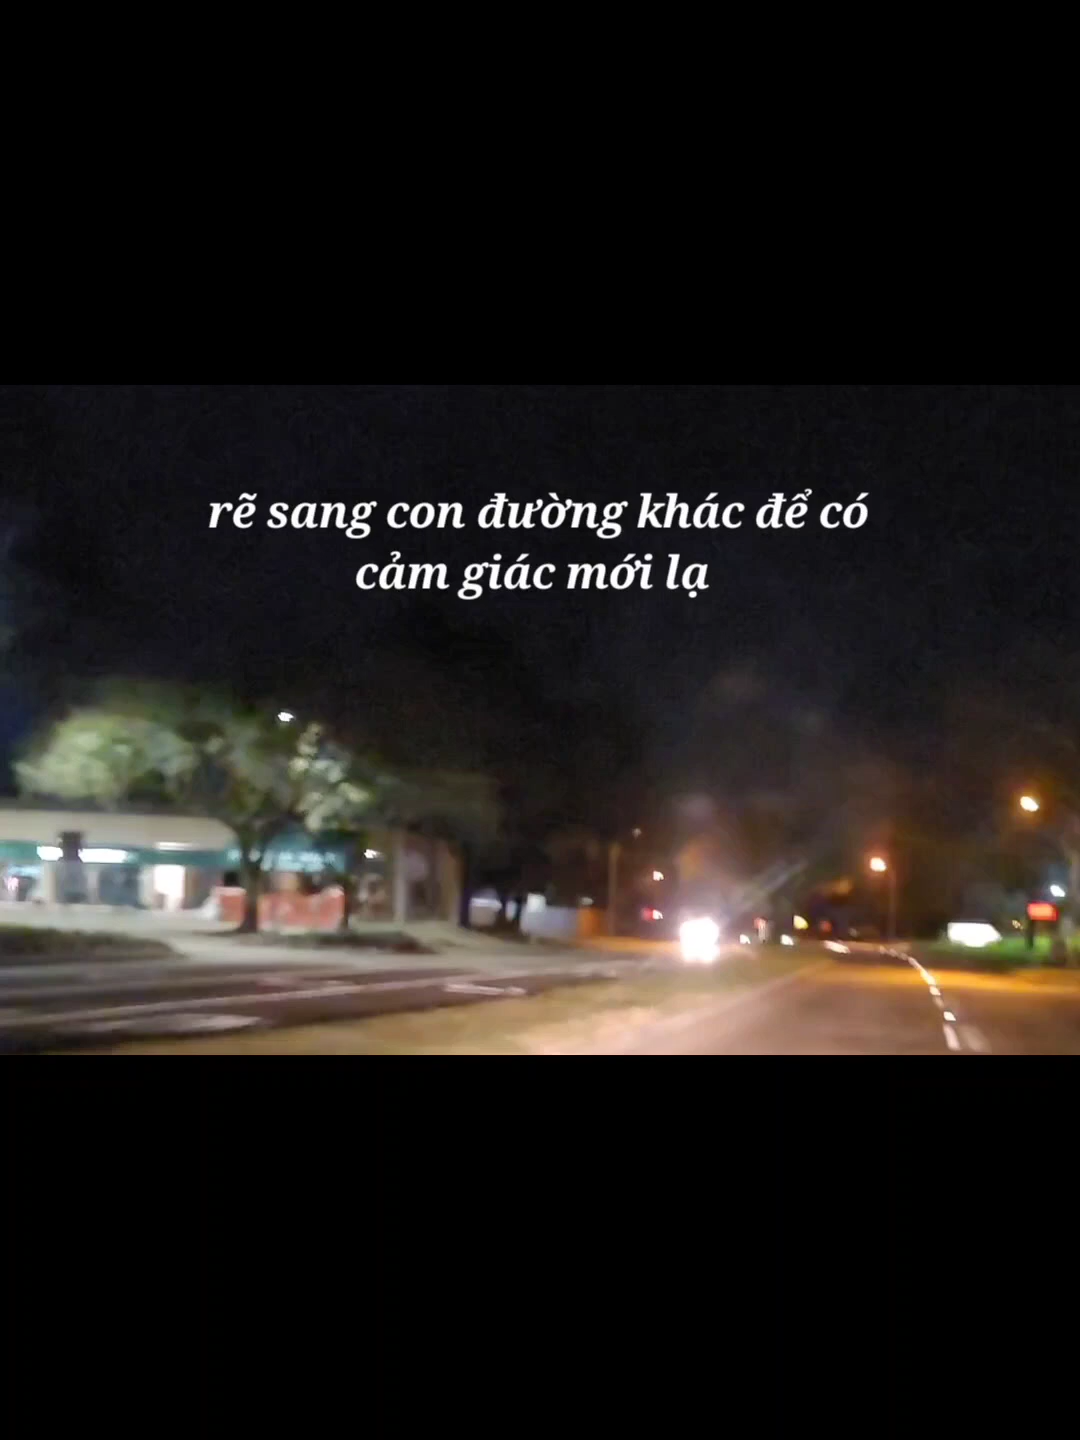 rẽ sang con đường khác để có
cảm giác mới lạ